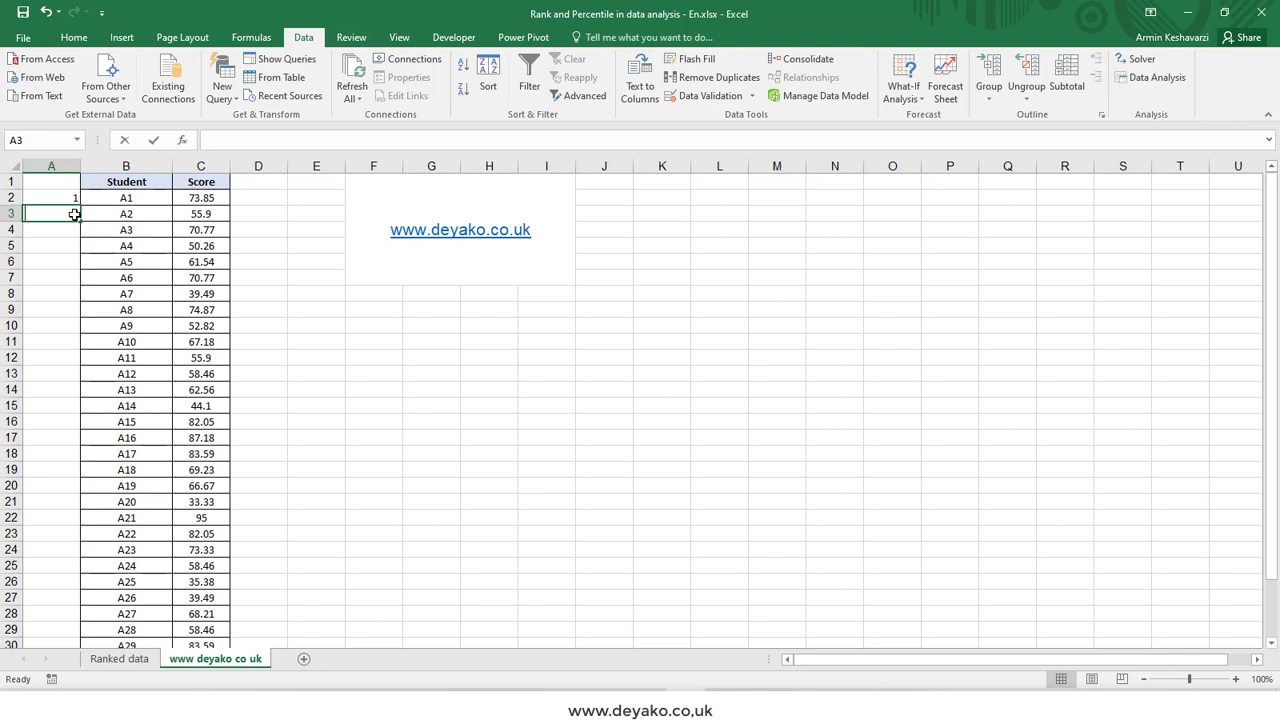 Rank and Percentile in data analysis - En.xlsx - Excel
File Home Insert Page Layout Formulas Data Review View Developer Power Pivot Tell me what you want to do... Armin Keshavarzi Share
From Access
From Web
From Text
From Other Sources
Existing Connections
Get External Data
New Query
Show Queries
From Table
Recent Sources
Get & Transform
Refresh All
Connections
Properties
Edit Links
Connections
Sort
Filter
Clear
Reapply
Advanced
Sort & Filter
Text to Columns
Flash Fill
Remove Duplicates
Data Validation
Consolidate
Relationships
Manage Data Model
Data Tools
What-If Analysis
Forecast Sheet
Forecast
Group
Ungroup
Subtotal
Outline
Solver
Data Analysis
Analysis
A3 fx
A B C D E F G H I J K L M N O P Q R S T U
1 Student Score
2 1 A1 73.85
3 A2 55.9
4 A3 70.77
www.deyako.co.uk
5 A4 50.26
6 A5 61.54
7 A6 70.77
8 A7 39.49
9 A8 74.87
10 A9 52.82
11 A10 67.18
12 A11 55.9
13 A12 58.46
14 A13 62.56
15 A14 44.1
16 A15 82.05
17 A16 87.18
18 A17 83.59
19 A18 69.23
20 A19 66.67
21 A20 33.33
22 A21 95
23 A22 82.05
24 A23 73.33
25 A24 58.46
26 A25 35.38
27 A26 39.49
28 A27 68.21
29 A28 58.46
30 A29 83.59
Ranked data www deyako co uk
Ready 100%
www.deyako.co,uk